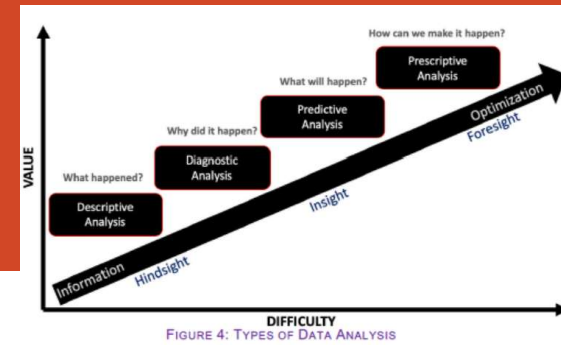 How can we make it happen?
Prescriptive
Analysis
What will happen?
Predictive
Analysis
Optimization
Foresight
Why did it happen?
Diagnostic
Analysis
Insight
What happened?
Descriptive
Analysis
Information
Hindsight
VALUE
DIFFICULTY
FIGURE 4: TYPES OF DATA ANALYSIS